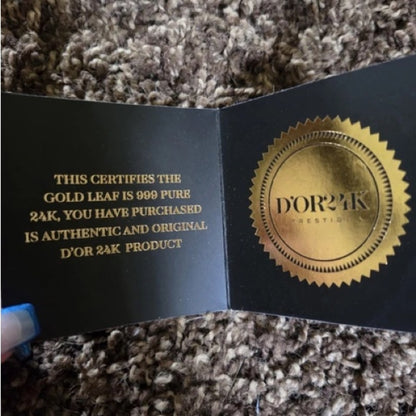 THIS CERTIFIES THE
GOLD LEAF IS 999 PURE
24K, YOU HAVE PURCHASED
IS AUTHENTIC AND ORIGINAL
D'OR 24K PRODUCT
D'OR24K
PRESTIGE